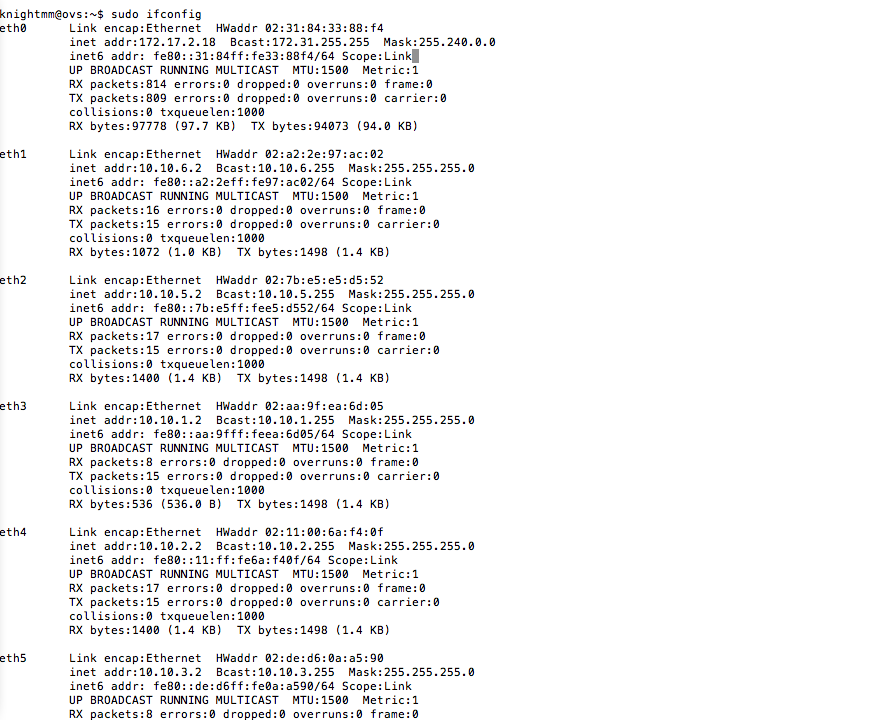 knightmm@ovs:~$ sudo ifconfig
eth0 Link encap:Ethernet HWaddr 02:31:84:33:88:f4
inet addr:172.17.2.18 Bcast:172.31.255.255 Mask:255.240.0.0
inet6 addr: fe80::31:84ff:fe33:88f4/64 Scope:Link
UP BROADCAST RUNNING MULTICAST MTU:1500 Metric:1
RX packets:814 errors:0 dropped:0 overruns:0 frame:0
TX packets:809 errors:0 dropped:0 overruns:0 carrier:0
collisions:0 txqueuelen:1000
RX bytes:97778 (97.7 KB) TX bytes:94073 (94.0 KB)
eth1 Link encap:Ethernet HWaddr 02:a2:2e:97:ac:02
inet addr:10.10.6.2 Bcast:10.10.6.255 Mask:255.255.255.0
inet6 addr: fe80::a2:2eff:fe97:ac02/64 Scope:Link
UP BROADCAST RUNNING MULTICAST MTU:1500 Metric:1
RX packets:16 errors:0 dropped:0 overruns:0 frame:0
TX packets:15 errors:0 dropped:0 overruns:0 carrier:0
collisions:0 txqueuelen:1000
RX bytes:1072 (1.0 KB) TX bytes:1498 (1.4 KB)
eth2 Link encap:Ethernet HWaddr 02:7b:e5:e5:d5:52
inet addr:10.10.5.2 Bcast:10.10.5.255 Mask:255.255.255.0
inet6 addr: fe80::7b:e5ff:fee5:d552/64 Scope:Link
UP BROADCAST RUNNING MULTICAST MTU:1500 Metric:1
RX packets:17 errors:0 dropped:0 overruns:0 frame:0
TX packets:15 errors:0 dropped:0 overruns:0 carrier:0
collisions:0 txqueuelen:1000
RX bytes:1400 (1.4 KB) TX bytes:1498 (1.4 KB)
eth3 Link encap:Ethernet HWaddr 02:aa:9f:ea:6d:05
inet addr:10.10.1.2 Bcast:10.10.1.255 Mask:255.255.255.0
inet6 addr: fe80::aa:9fff:feea:6d05/64 Scope:Link
UP BROADCAST RUNNING MULTICAST MTU:1500 Metric:1
RX packets:8 errors:0 dropped:0 overruns:0 frame:0
TX packets:15 errors:0 dropped:0 overruns:0 carrier:0
collisions:0 txqueuelen:1000
RX bytes:536 (536.0 B) TX bytes:1498 (1.4 KB)
eth4 Link encap:Ethernet HWaddr 02:11:00:6a:f4:0f
inet addr:10.10.2.2 Bcast:10.10.2.255 Mask:255.255.255.0
inet6 addr: fe80::11:ff:fe6a:f40f/64 Scope:Link
UP BROADCAST RUNNING MULTICAST MTU:1500 Metric:1
RX packets:17 errors:0 dropped:0 overruns:0 frame:0
TX packets:15 errors:0 dropped:0 overruns:0 carrier:0
collisions:0 txqueuelen:1000
RX bytes:1400 (1.4 KB) TX bytes:1498 (1.4 KB)
eth5 Link encap:Ethernet HWaddr 02:de:d6:0a:a5:90
inet addr:10.10.3.2 Bcast:10.10.3.255 Mask:255.255.255.0
inet6 addr: fe80::de:d6ff:fe0a:a590/64 Scope:Link
UP BROADCAST RUNNING MULTICAST MTU:1500 Metric:1
RX packets:8 errors:0 dropped:0 overruns:0 frame:0